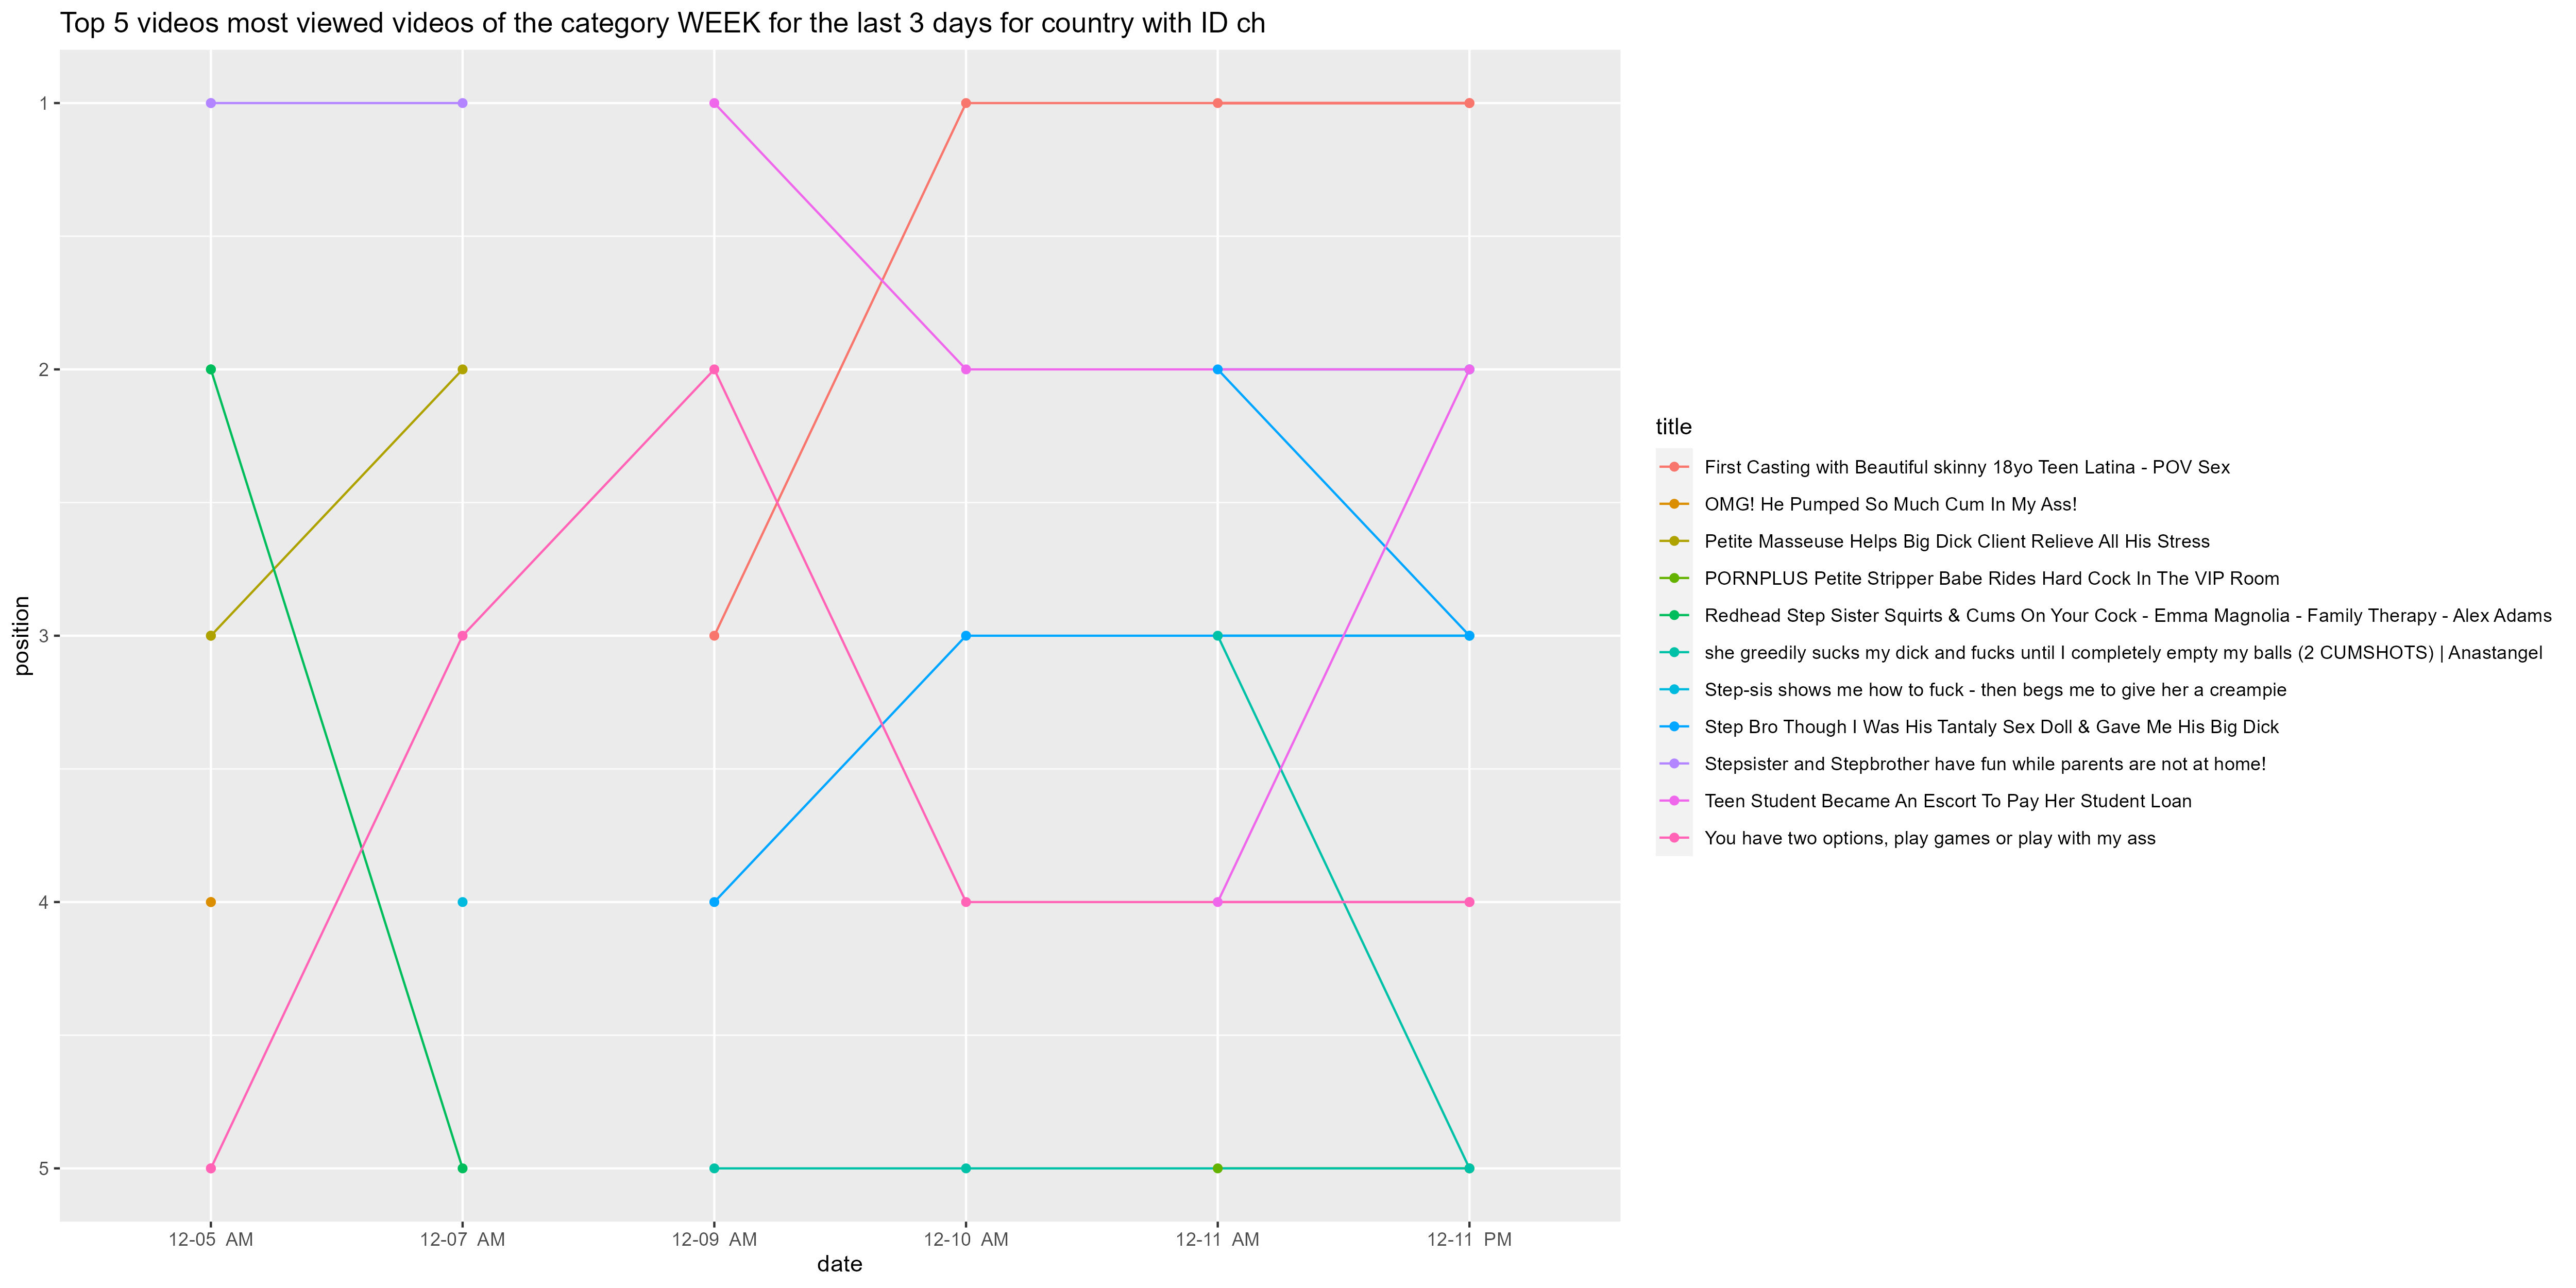 Top 5 videos most viewed videos of the category WEEK for the last 3 days for country with ID ch
position
1
2
3
4
5
12-05 AM
12-07 AM
12-09 AM
12-10 AM
12-11 AM
12-11 PM
date
title
First Casting with Beautiful skinny 18yo Teen Latina - POV Sex
OMG! He Pumped So Much Cum In My Ass!
Petite Masseuse Helps Big Dick Client Relieve All His Stress
PORNPLUS Petite Stripper Babe Rides Hard Cock In The VIP Room
Redhead Step Sister Squirts & Cums On Your Cock - Emma Magnolia - Family Therapy - Alex Adams
she greedily sucks my dick and fucks until I completely empty my balls (2 CUMSHOTS) | Anastangel
Step-sis shows me how to fuck - then begs me to give her a creampie
Step Bro Though I Was His Tantaly Sex Doll & Gave Me His Big Dick
Stepsister and Stepbrother have fun while parents are not at home!
Teen Student Became An Escort To Pay Her Student Loan
You have two options, play games or play with my ass